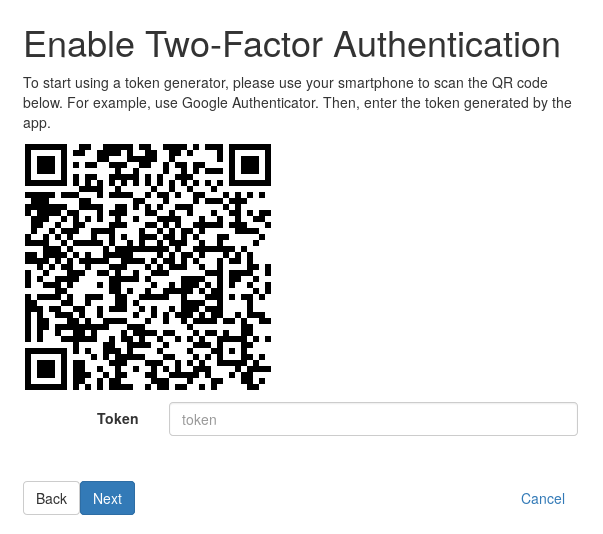 Enable Two-Factor Authentication
To start using a token generator, please use your smartphone to scan the QR code
below. For example, use Google Authenticator. Then, enter the token generated by the
app.
Token
token
Back
Next
Cancel